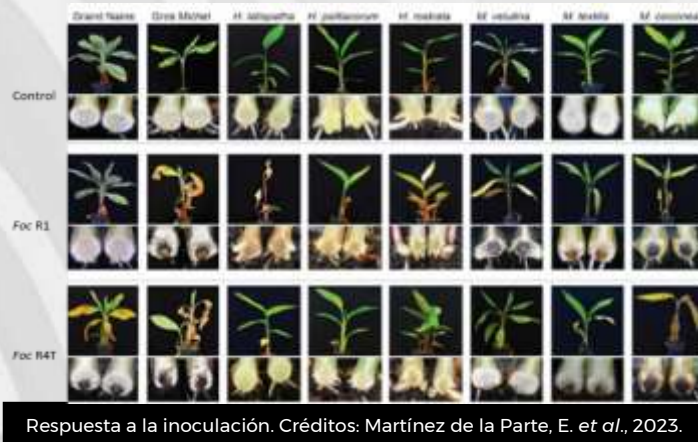 Grand Naine Gros Michel H. latispatha H. psittacorum M. velutina M. textilis M. coccinea
Control
Foc R1
Foc R4T
Respuesta a la inoculación. Créditos: Martínez de la Parte, E. et al., 2023.